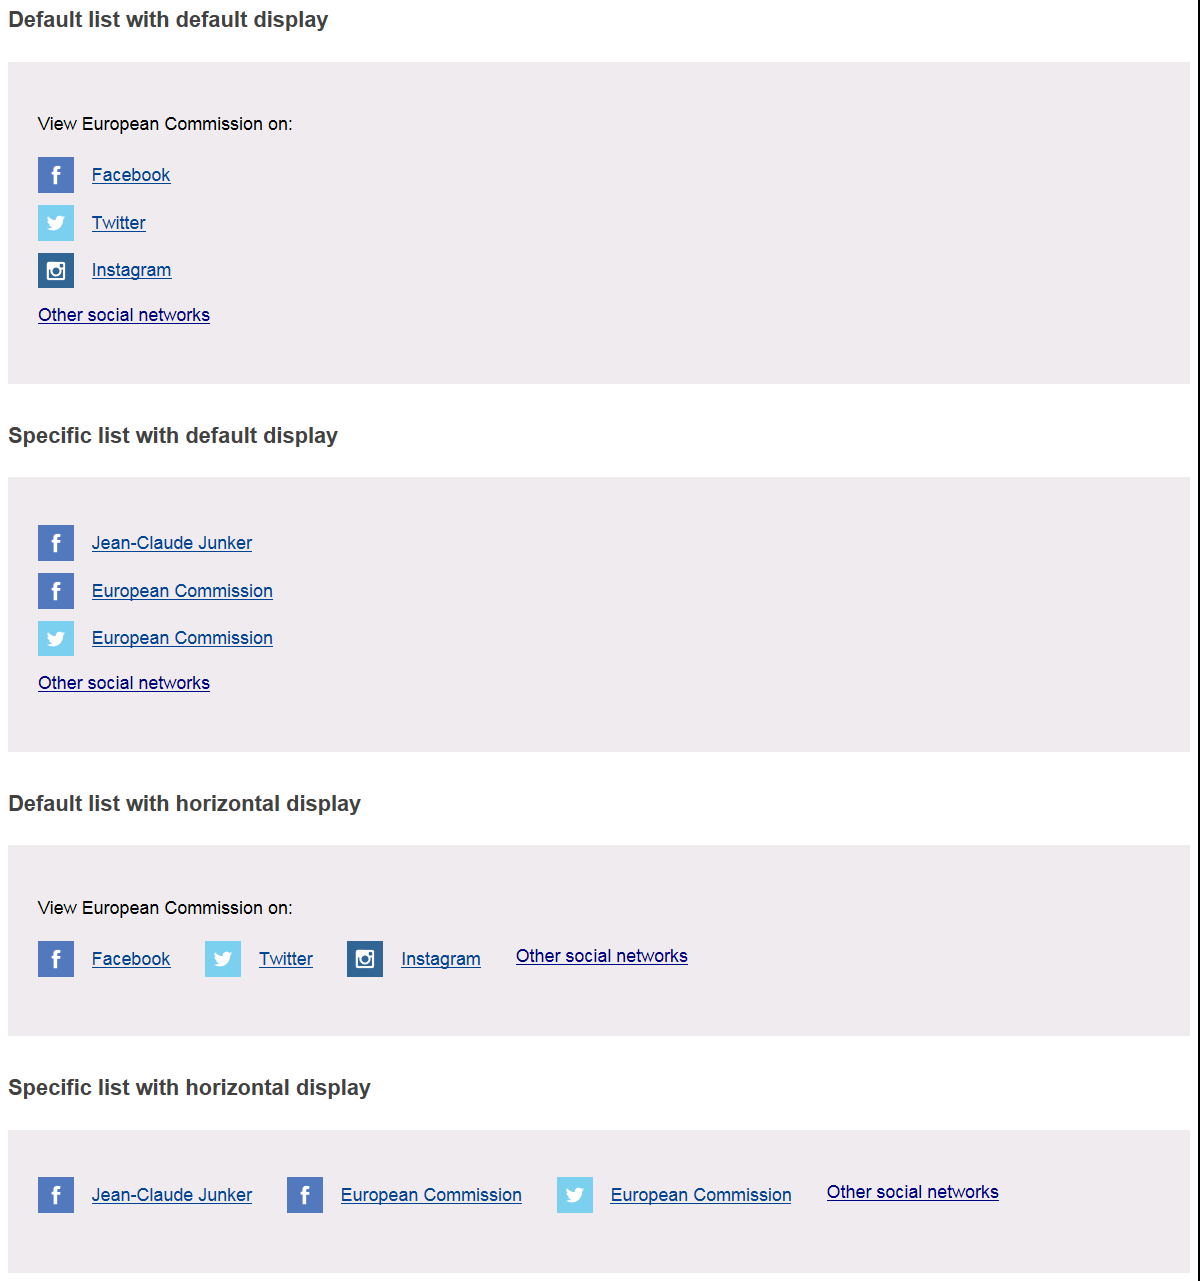 Default list with default display
View European Commission on:
Facebook
Twitter
Instagram
Other social networks
Specific list with default display
Jean-Claude Junker
European Commission
European Commission
Other social networks
Default list with horizontal display
View European Commission on:
Facebook Twitter Instagram Other social networks
Specific list with horizontal display
Jean-Claude Junker European Commission European Commission Other social networks